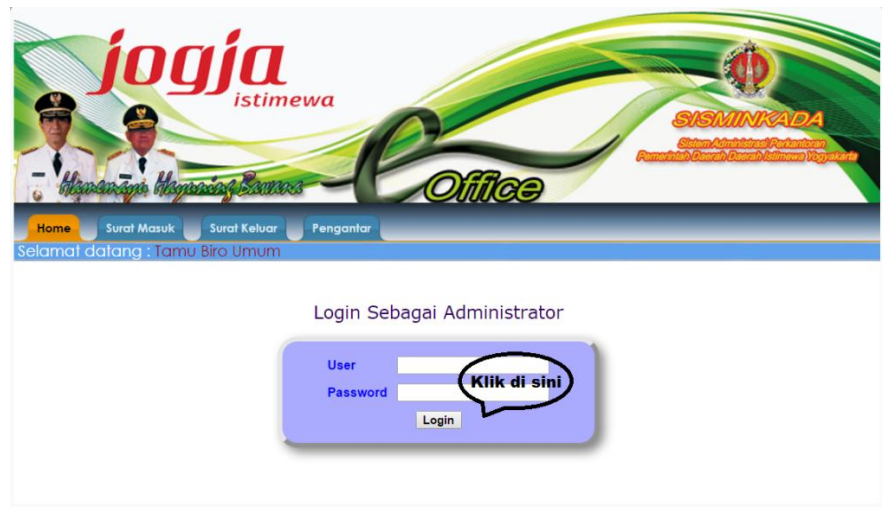 jogja
istimewa
SISMINKADA
Sistem Administrasi Perkantoran
Pemerintah Daerah Daerah Istimewa Yogyakarta
Hamemayu Hayuning Bawana
e Office
Home Surat Masuk Surat Keluar Pengantar
Selamat datang : Tamu Biro Umum
Login Sebagai Administrator
User
Klik di sini
Password
Login